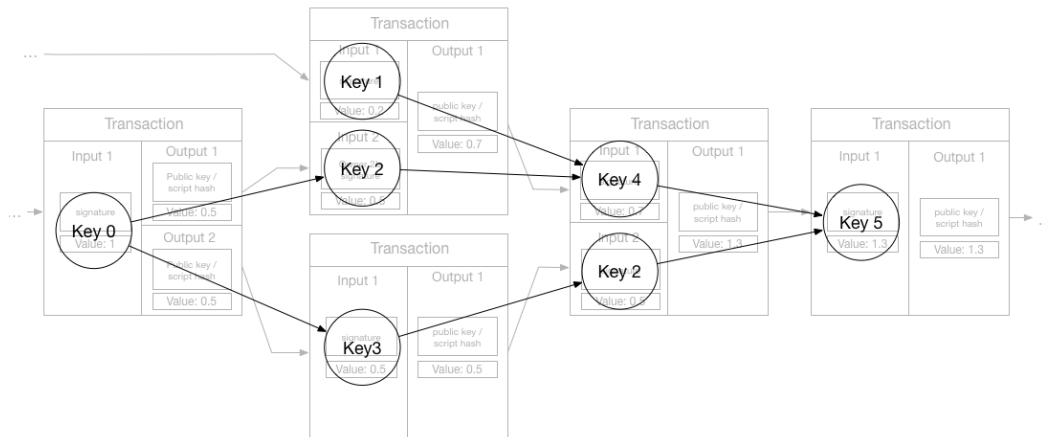 ...
...
Transaction
Input 1
signature
Key 0
Value: 1
Output 1
Public key /
script hash
Value: 0.5
Output 2
Public key /
script hash
Value: 0.5
Transaction
Input 1
Key 1
Value: 0.2
Input 2
Key 2
signature
Output 1
public key /
script hash
Value: 0.7
Transaction
Input 1
signature
Key3
Value: 0.5
Output 1
public key /
script hash
Value: 0.5
Transaction
Input 1
Key 4
Value: 0.7
Input 2
Key 2
Output 1
public key /
script hash
Value: 1.3
Transaction
Input 1
signature
Key 5
Value: 1.3
Output 1
public key /
script hash
Value: 1.3